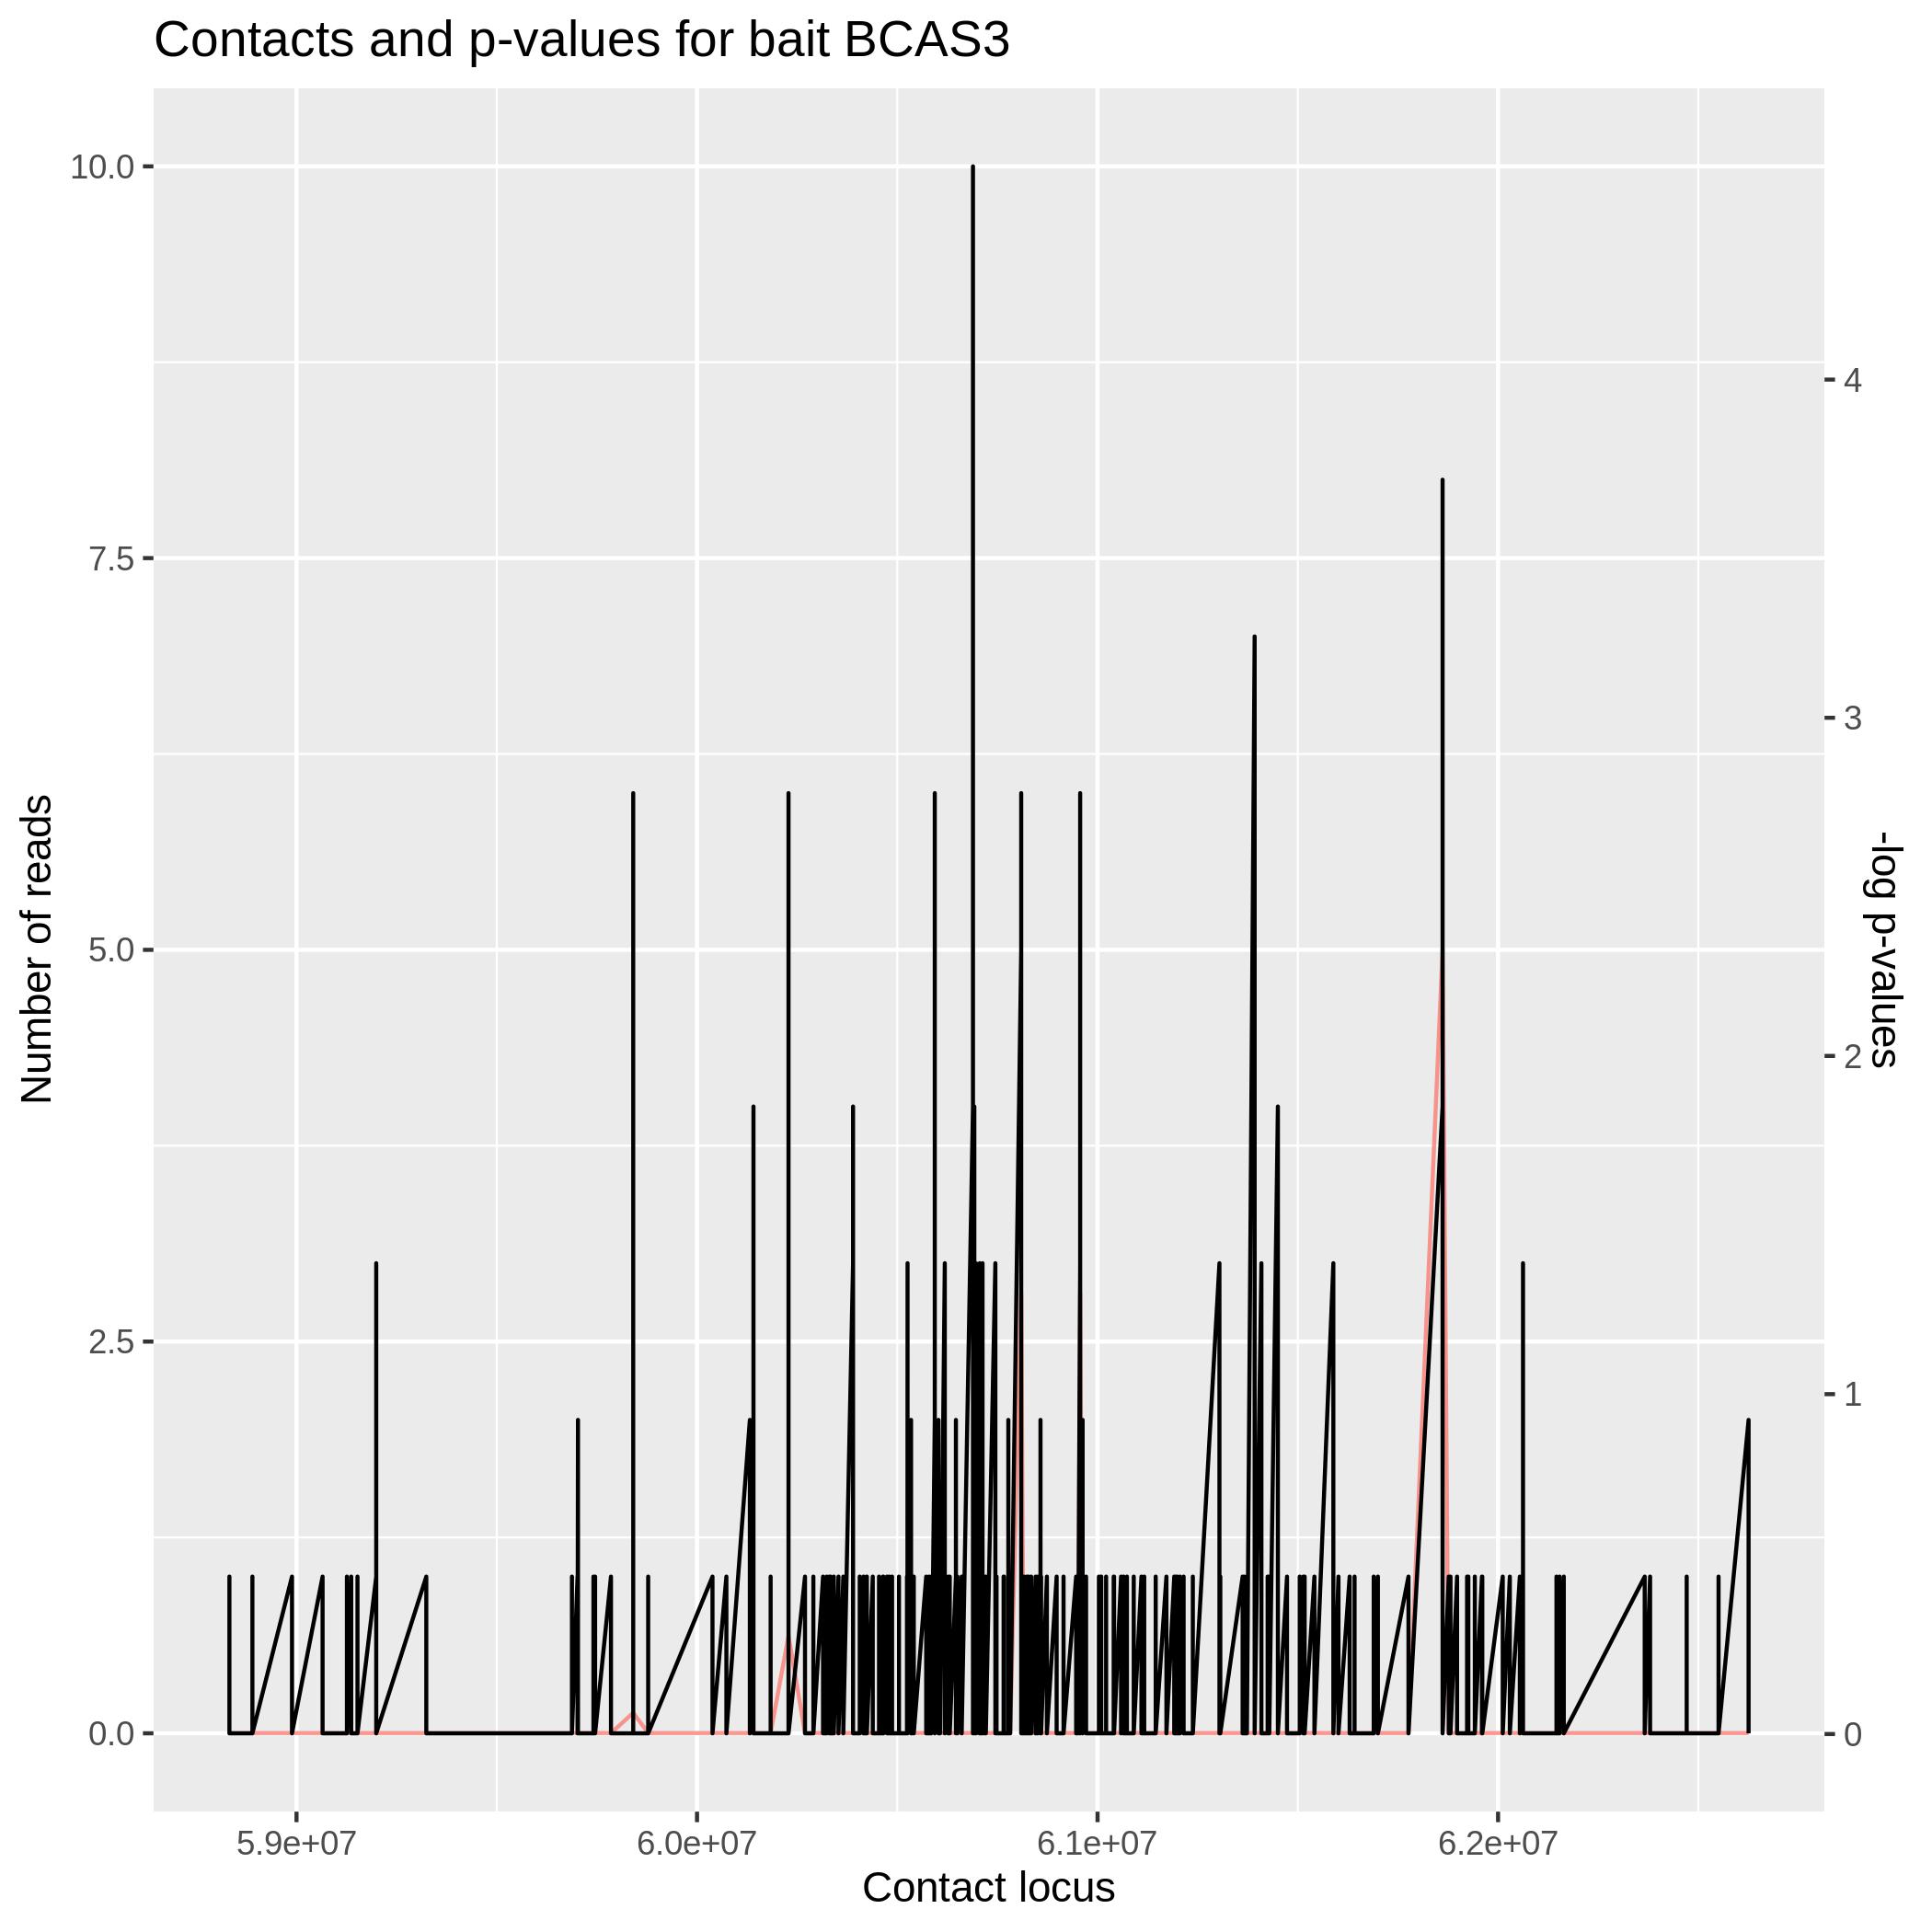 Contacts and p-values for bait BCAS3
10.0
7.5
5.0
2.5
0.0
Number of reads
4
3
2
1
0
-log p-values
5.9e+07
6.0e+07
6.1e+07
6.2e+07
Contact locus